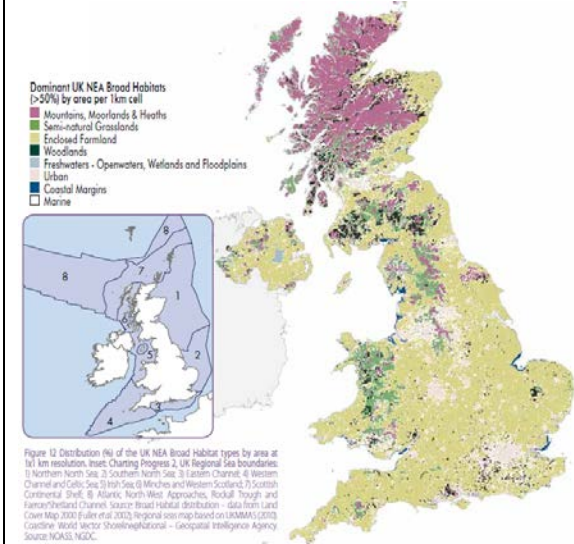 Dominant UK NEA Broad Habitats
(>50%) by area per 1km cell
Mountains, Moorlands & Heaths
Semi-natural Grasslands
Enclosed Farmland
Woodlands
Freshwaters - Openwaters, Wetlands and Floodplains
Urban
Coastal Margins
Marine
8
8
7
1
6
5
2
3
4
Figure 12 Distribution (%) of the UK NEA Broad Habitat types by area at
1x1 km resolution. Inset: Charting Progress 2, UK Regional Sea boundaries:
1) Northern North Sea; 2) Southern North Sea; 3) Eastern Channel; 4) Western
Channel and Celtic Sea; 5) Irish Sea; 6) Minches and Western Scotland; 7) Scottish
Continental Shelf; 8) Atlantic North-West Approaches, Rockall Trough and
Faeroe/Shetland Channel. Source: Broad Habitat distribution – data from Land
Cover Map 2000 (Fuller et al. 2002); Regional seas map based on UKMMAS (2010).
Coastline: World Vector Shoreline@National – Geospatial Intelligence Agency.
Source: NOASS, NGDC.